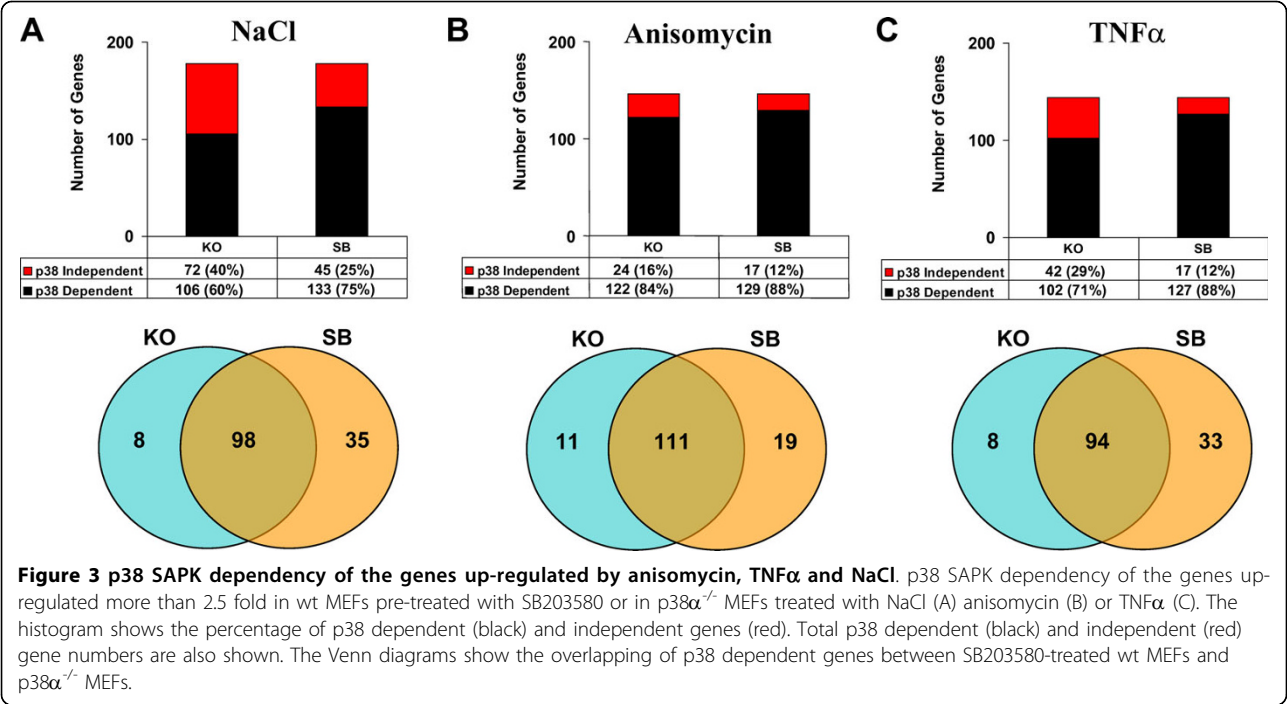 A
NaCl
200
100
0
Number of Genes
KO SB
p38 Independent 72 (40%) 45 (25%)
p38 Dependent 106 (60%) 133 (75%)
KO SB
8 98 35
B
Anisomycin
200
100
0
Number of Genes
KO SB
p38 Independent 24 (16%) 17 (12%)
p38 Dependent 122 (84%) 129 (88%)
KO SB
11 111 19
C
TNFα
200
100
0
Number of Genes
KO SB
p38 Independent 42 (29%) 17 (12%)
p38 Dependent 102 (71%) 127 (88%)
KO SB
8 94 33
Figure 3 p38 SAPK dependency of the genes up-regulated by anisomycin, TNFα and NaCl. p38 SAPK dependency of the genes up-
regulated more than 2.5 fold in wt MEFs pre-treated with SB203580 or in p38α-/- MEFs treated with NaCl (A) anisomycin (B) or TNFα (C). The
histogram shows the percentage of p38 dependent (black) and independent genes (red). Total p38 dependent (black) and independent (red)
gene numbers are also shown. The Venn diagrams show the overlapping of p38 dependent genes between SB203580-treated wt MEFs and
p38α-/- MEFs.